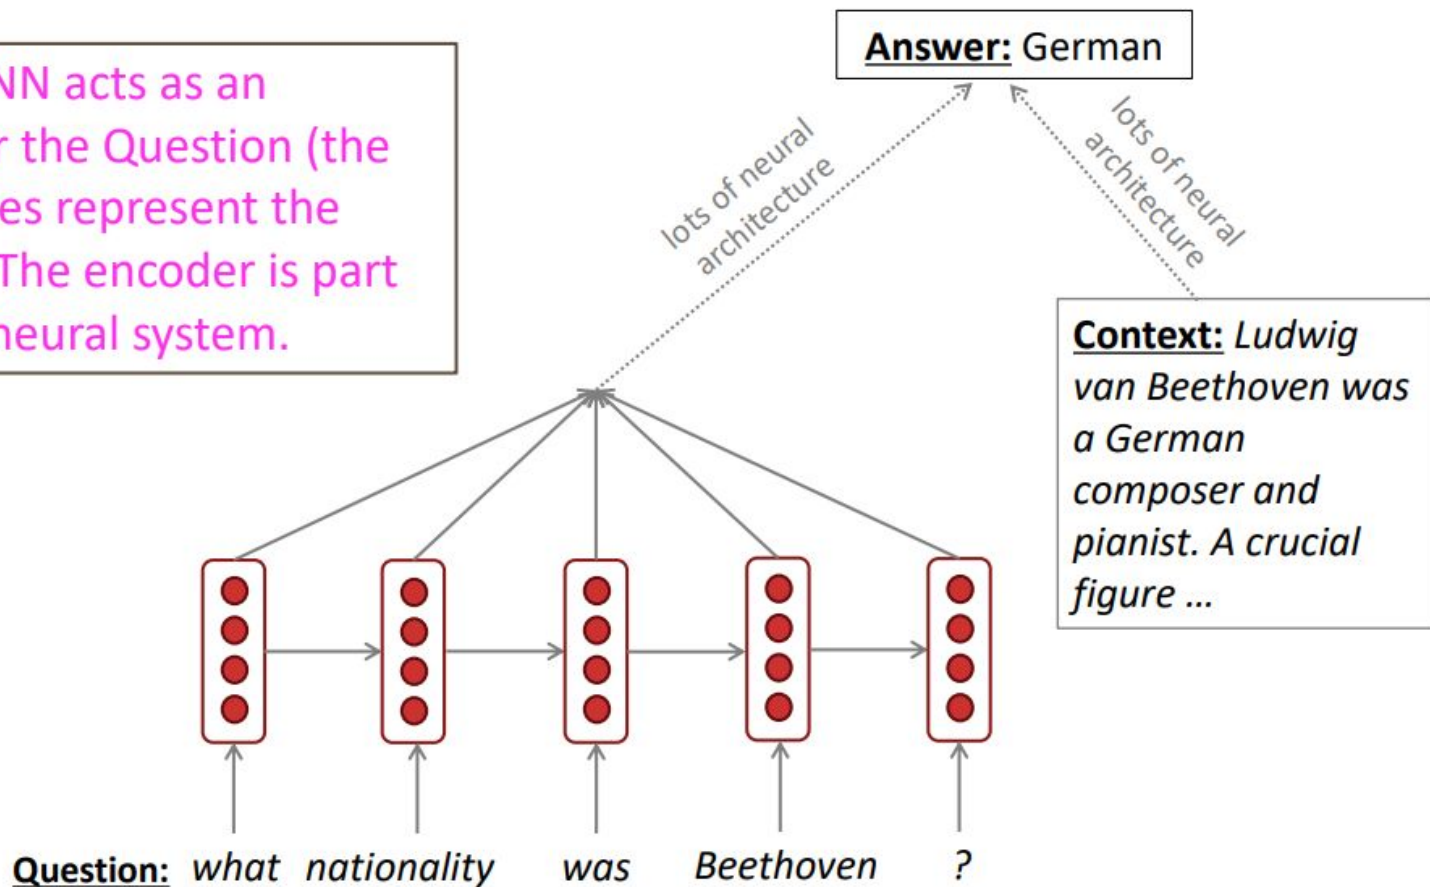 NN acts as an
r the Question (the
es represent the
The encoder is part
neural system.
Answer: German
lots of neural
architecture
lots of neural
architecture
Context: Ludwig
van Beethoven was
a German
composer and
pianist. A crucial
figure ...
Question: what nationality was Beethoven ?